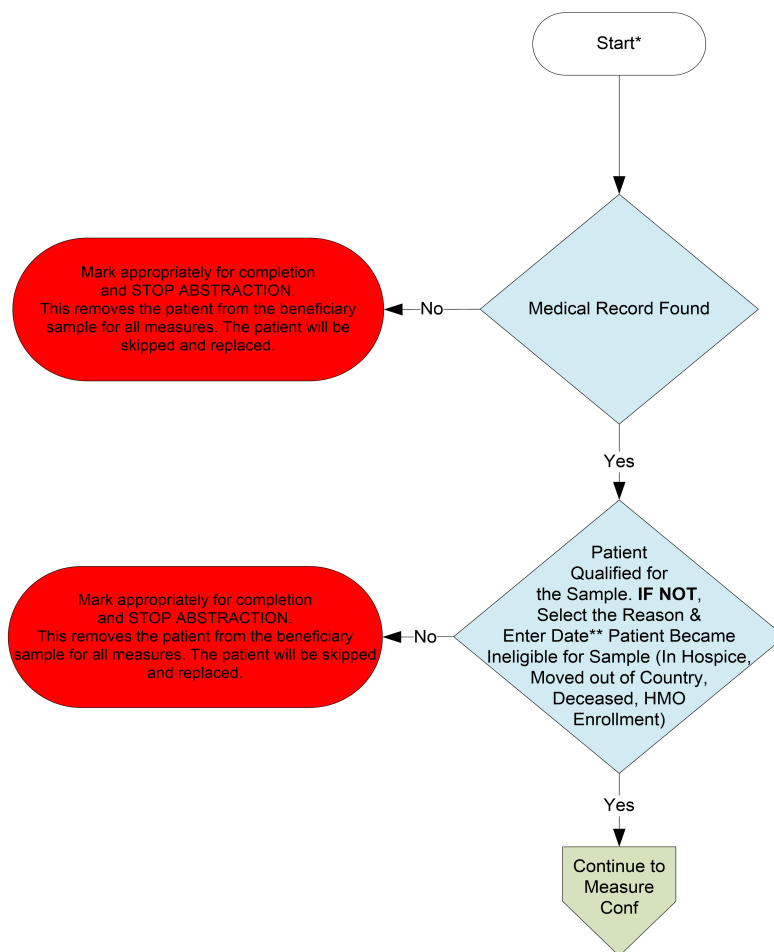 Start*
Medical Record Found
No
Mark appropriately for completion
and STOP ABSTRACTION.
This removes the patient from the beneficiary
sample for all measures. The patient will be
skipped and replaced.
Yes
Patient
Qualified for
the Sample. IF NOT,
Select the Reason &
Enter Date** Patient Became
Ineligible for Sample (In Hospice,
Moved out of Country,
Deceased, HMO
Enrollment)
No
Mark appropriately for completion
and STOP ABSTRACTION.
This removes the patient from the beneficiary
sample for all measures. The patient will be skipped
and replaced.
Yes
Continue to
Measure
Conf